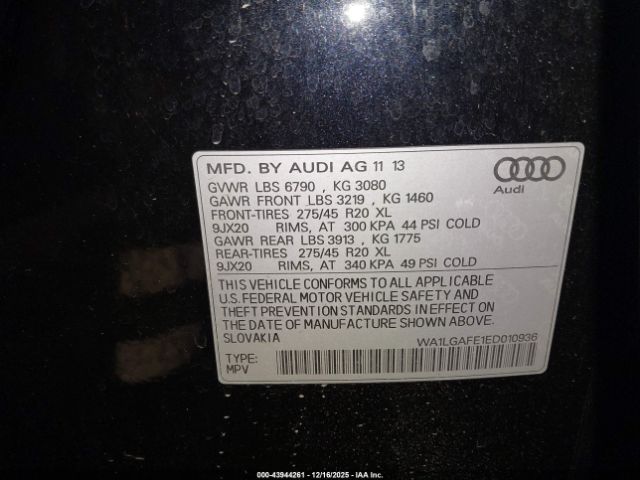 MFD. BY AUDI AG 11 13
GVWR LBS 6790 , KG 3080
GAWR FRONT LBS 3219 , KG 1460
FRONT-TIRES 275/45 R20 XL
9JX20 RIMS, AT 300 KPA 44 PSI COLD
GAWR REAR LBS 3913 , KG 1775
REAR-TIRES 275/45 R20 XL
9JX20 RIMS, AT 340 KPA 49 PSI COLD
Audi
THIS VEHICLE CONFORMS TO ALL APPLICABLE
U.S. FEDERAL MOTOR VEHICLE SAFETY AND
THEFT PREVENTION STANDARDS IN EFFECT ON
THE DATE OF MANUFACTURE SHOWN ABOVE.
SLOVAKIA
WA1LGAFE1ED010936
TYPE:
MPV
000-43944261 - 12/16/2025 - IAA Inc.